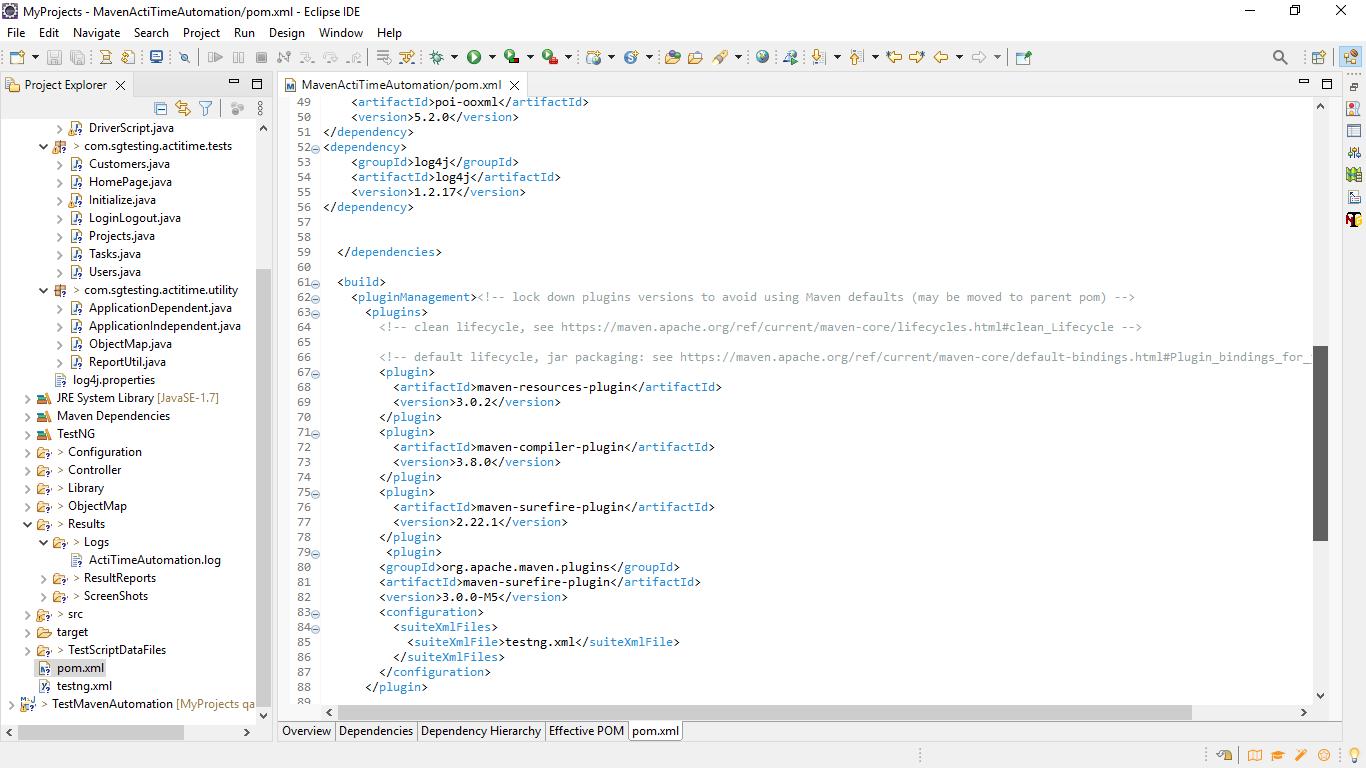 MyProjects - MavenActiTimeAutomation/pom.xml - Eclipse IDE
File Edit Navigate Search Project Run Design Window Help
Project Explorer
DriverScript.java
> com.sgtesting.actitime.tests
Customers.java
HomePage.java
Initialize.java
LoginLogout.java
Projects.java
Tasks.java
Users.java
> com.sgtesting.actitime.utility
ApplicationDependent.java
ApplicationIndependent.java
ObjectMap.java
ReportUtil.java
log4j.properties
JRE System Library [JavaSE-1.7]
Maven Dependencies
TestNG
> Configuration
> Controller
> Library
> ObjectMap
> Results
> Logs
ActiTimeAutomation.log
> ResultReports
> ScreenShots
> src
target
> TestScriptDataFiles
pom.xml
testng.xml
> TestMavenAutomation [MyProjects qa
MavenActiTimeAutomation/pom.xml
49 <artifactId>poi-ooxml</artifactId>
50 <version>5.2.0</version>
51 </dependency>
52 <dependency>
53 <groupId>log4j</groupId>
54 <artifactId>log4j</artifactId>
55 <version>1.2.17</version>
56 </dependency>
57
58
59 </dependencies>
60
61 <build>
62 <pluginManagement><!-- lock down plugins versions to avoid using Maven defaults (may be moved to parent pom) -->
63 <plugins>
64 <!-- clean lifecycle, see https://maven.apache.org/ref/current/maven-core/lifecycles.html#clean_Lifecycle -->
65
66 <!-- default lifecycle, jar packaging: see https://maven.apache.org/ref/current/maven-core/default-bindings.html#Plugin_bindings_for_
67 <plugin>
68 <artifactId>maven-resources-plugin</artifactId>
69 <version>3.0.2</version>
70 </plugin>
71 <plugin>
72 <artifactId>maven-compiler-plugin</artifactId>
73 <version>3.8.0</version>
74 </plugin>
75 <plugin>
76 <artifactId>maven-surefire-plugin</artifactId>
77 <version>2.22.1</version>
78 </plugin>
79 <plugin>
80 <groupId>org.apache.maven.plugins</groupId>
81 <artifactId>maven-surefire-plugin</artifactId>
82 <version>3.0.0-M5</version>
83 <configuration>
84 <suiteXmlFiles>
85 <suiteXmlFile>testng.xml</suiteXmlFile>
86 </suiteXmlFiles>
87 </configuration>
88 </plugin>
89
Overview Dependencies Dependency Hierarchy Effective POM pom.xml